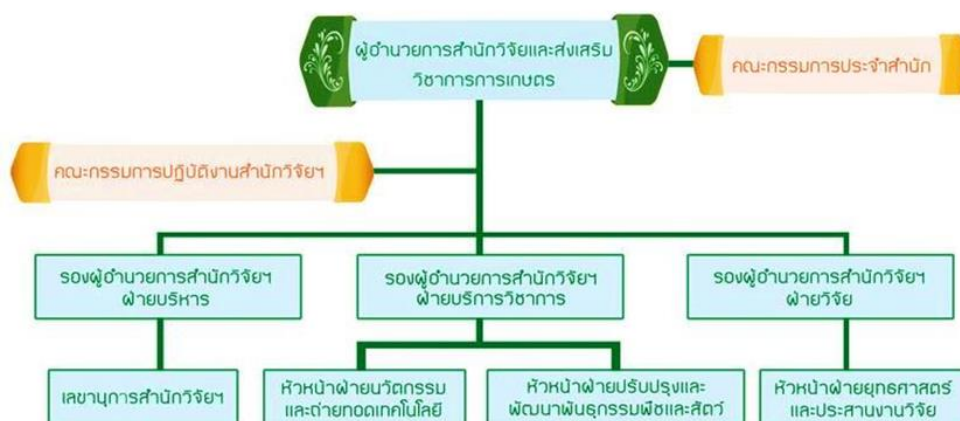 ผู้อำนวยการสำนักวิจัยและส่งเสริม
วิชาการการเกษตร
คณะกรรมการประจำสำนัก
คณะกรรมการปฏิบัติงานสำนักวิจัยฯ
รองผู้อำนวยการสำนักวิจัยฯ
ฝ่ายบริหาร
รองผู้อำนวยการสำนักวิจัยฯ
ฝ่ายบริการวิชาการ
รองผู้อำนวยการสำนักวิจัยฯ
ฝ่ายวิจัย
เลขานุการสำนักวิจัยฯ
หัวหน้าฝ่ายนวัตกรรม
และถ่ายทอดเทคโนโลยี
หัวหน้าฝ่ายปรับปรุงและ
พัฒนาพันธุกรรมพืชและสัตว์
หัวหน้าฝ่ายยุทธศาสตร์
และประสานงานวิจัย